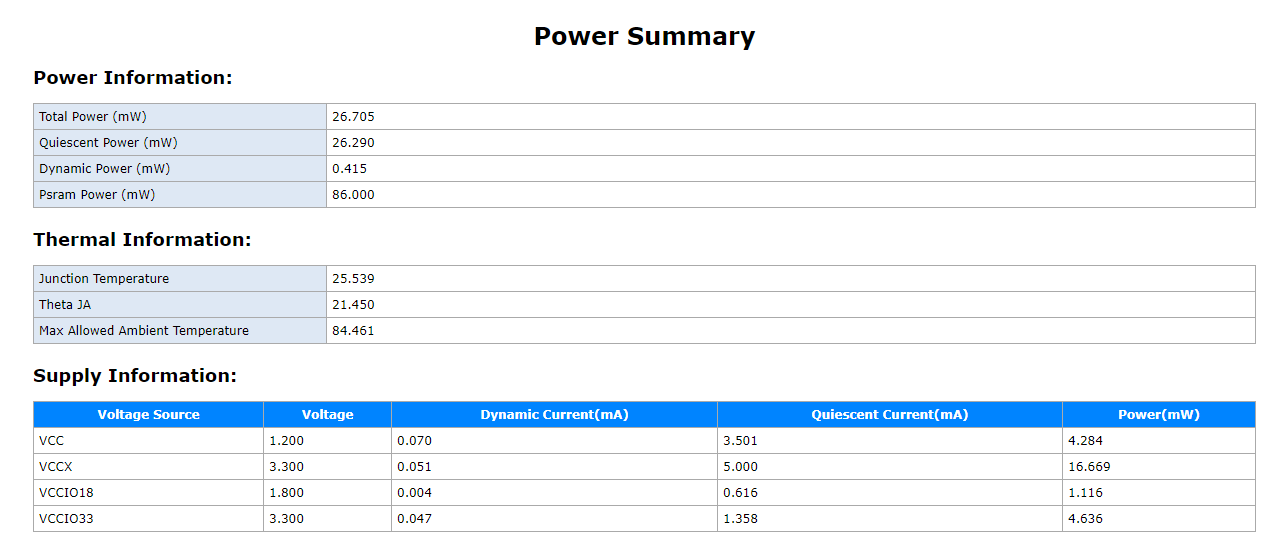 Power Summary
Power Information:
Total Power (mW) 26.705
Quiescent Power (mW) 26.290
Dynamic Power (mW) 0.415
Psram Power (mW) 86.000
Thermal Information:
Junction Temperature 25.539
Theta JA 21.450
Max Allowed Ambient Temperature 84.461
Supply Information:
Voltage Source Voltage Dynamic Current(mA) Quiescent Current(mA) Power(mW)
VCC 1.200 0.070 3.501 4.284
VCCX 3.300 0.051 5.000 16.669
VCCIO18 1.800 0.004 0.616 1.116
VCCIO33 3.300 0.047 1.358 4.636